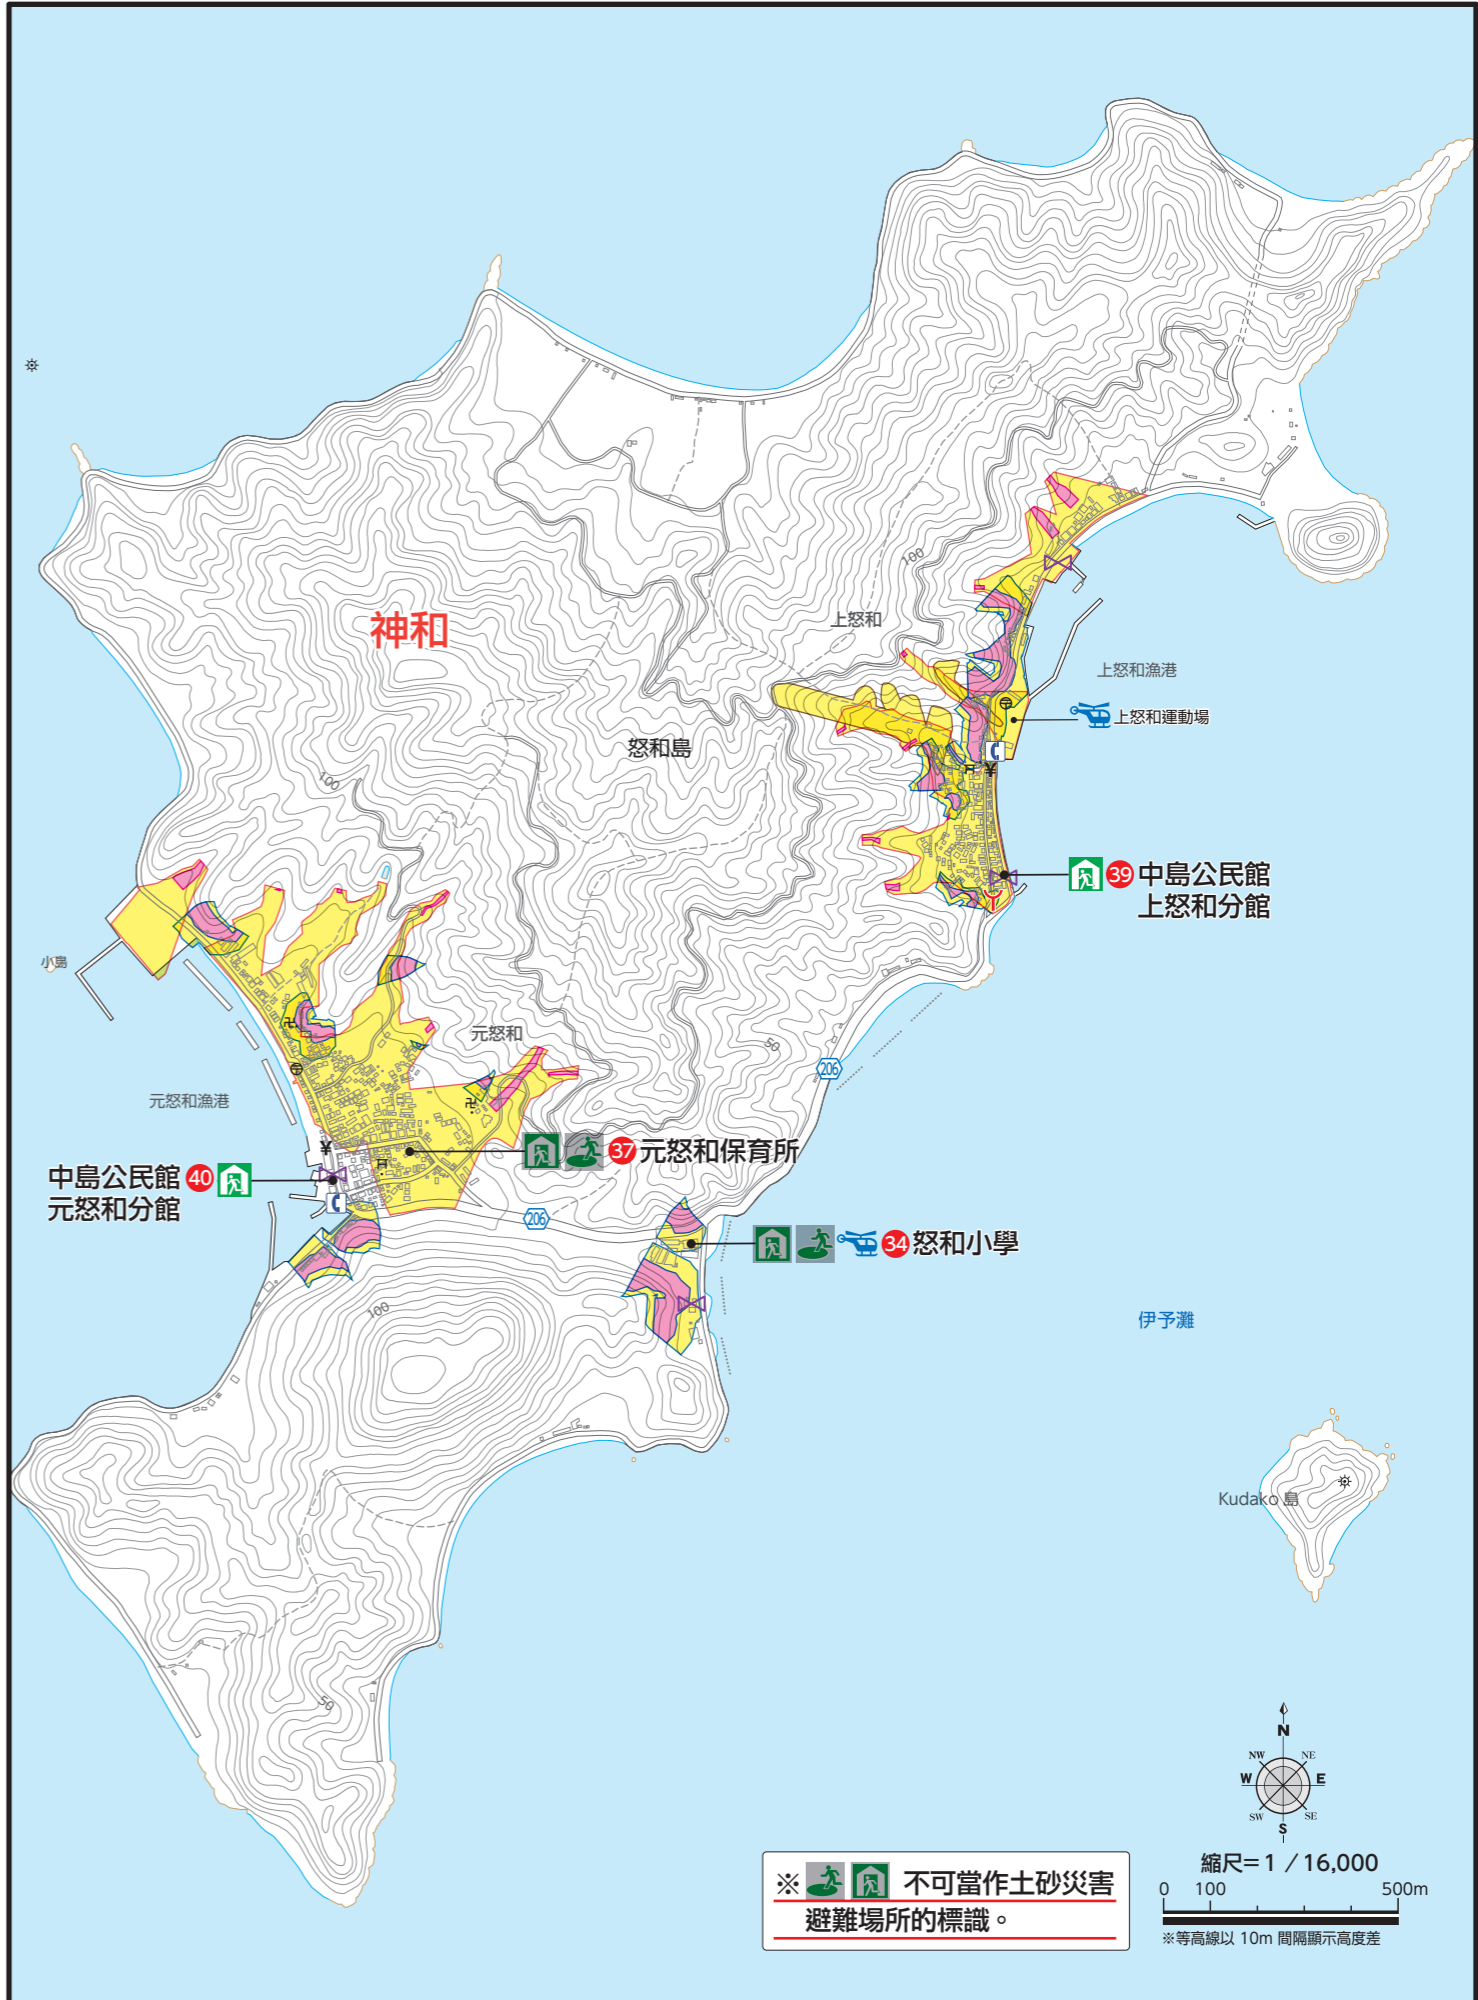 神和
100
上怒和
上怒和漁港
上怒和運動場
怒和島
100
¥
39 中島公民館
上怒和分館
小島
元怒和
50
206
元怒和漁港
¥
37 元怒和保育所
中島公民館 40
元怒和分館
206
34 怒和小學
100
伊予灘
Kudako 島
50
N
NW
NE
W
E
SW
SE
S
縮尺=1／16,000
0 100 500m
※等高線以 10m 間隔顯示高度差
※ 不可當作土砂災害
避難場所的標識。